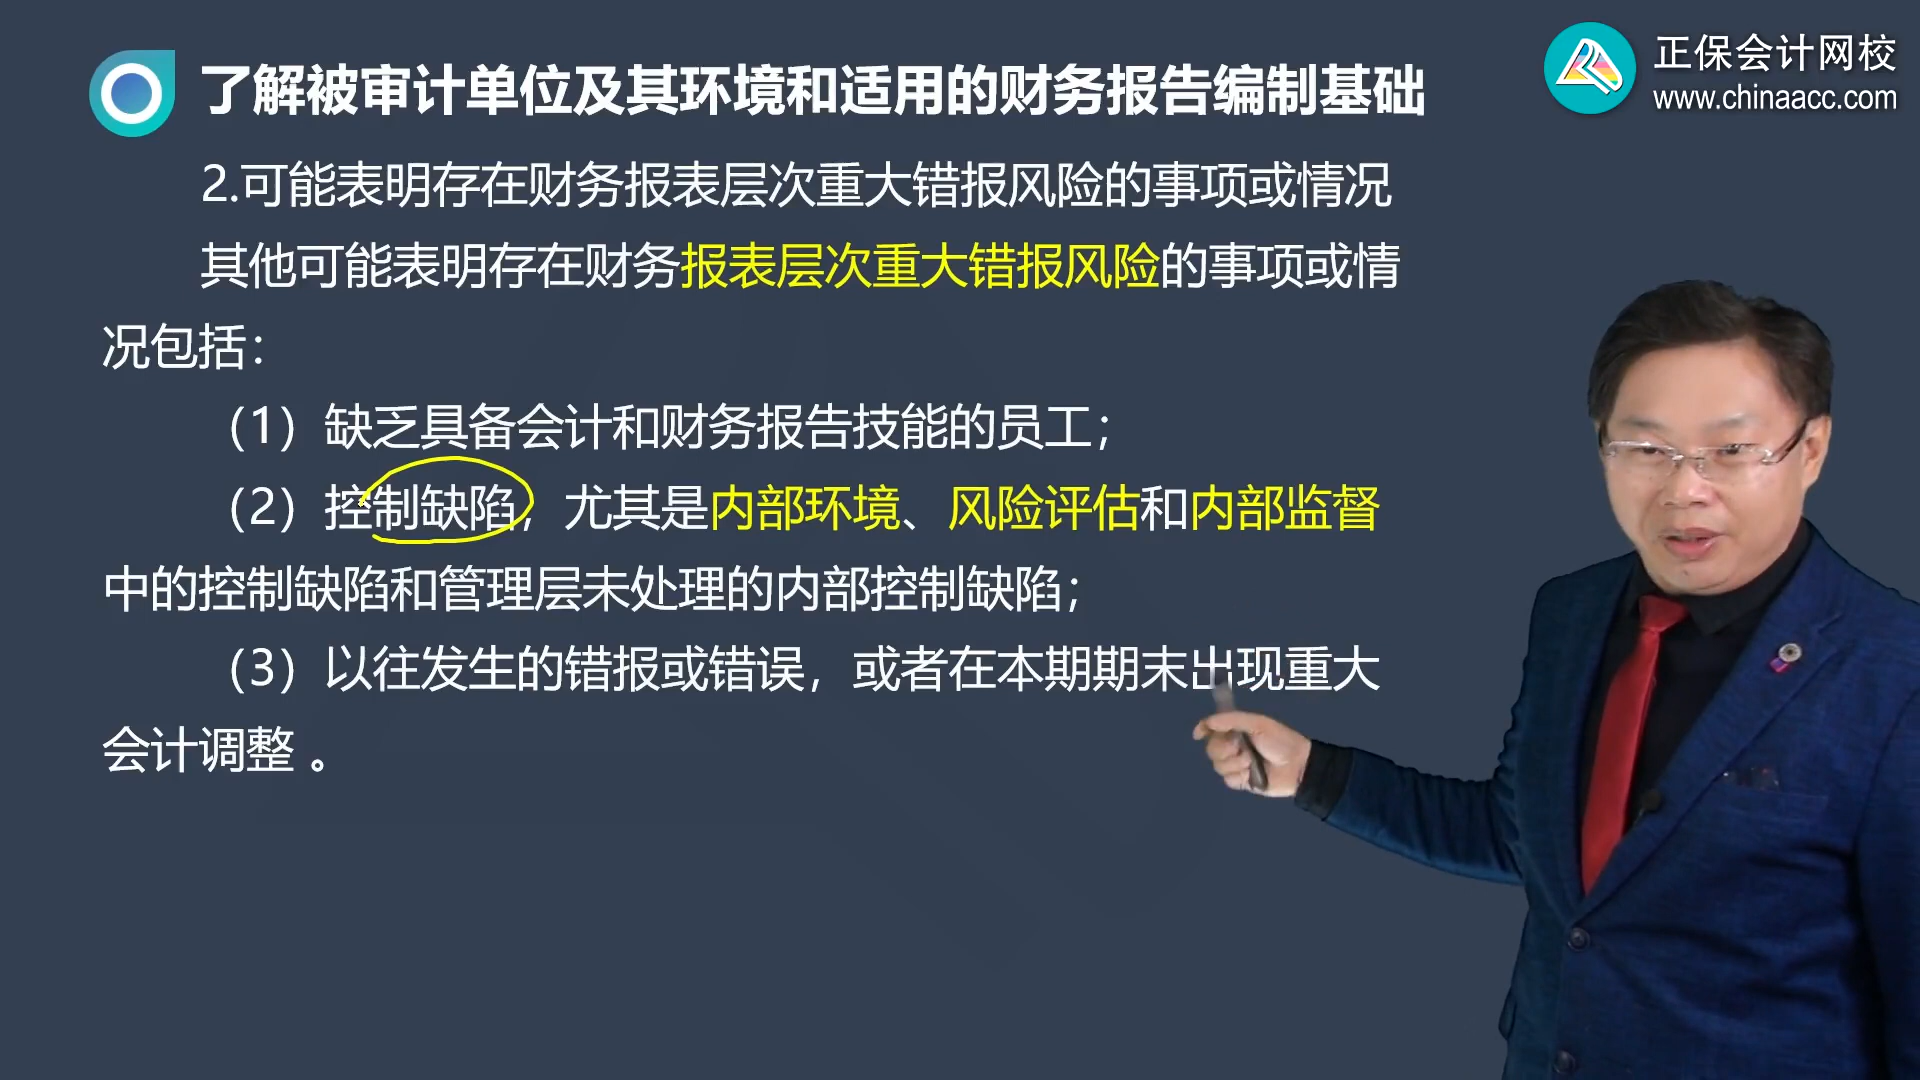 正保会计网校
www.chinaacc.com
了解被审计单位及其环境和适用的财务报告编制基础
2.可能表明存在财务报表层次重大错报风险的事项或情况
其他可能表明存在财务报表层次重大错报风险的事项或情
况包括：
（1）缺乏具备会计和财务报告技能的员工；
（2）控制缺陷，尤其是内部环境、风险评估和内部监督
中的控制缺陷和管理层未处理的内部控制缺陷；
（3）以往发生的错报或错误，或者在本期期末出现重大
会计调整 。